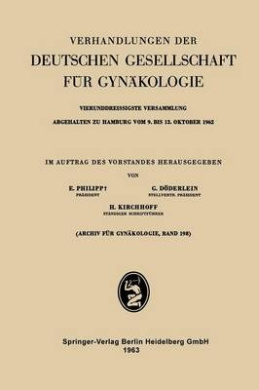 VERHANDLUNGEN DER
DEUTSCHEN GESELLSCHAFT
FÜR GYNÄKOLOGIE
VIERUNDDREISSIGSTE VERSAMMLUNG
ABGEHALTEN ZU HAMBURG VOM 9. BIS 13. OKTOBER 1962
IM AUFTRAG DES VORSTANDES HERAUSGEGEBEN
VON
E. PHILIPP† G. DÖDERLEIN
PRÄSIDENT STELLVERTR. PRÄSIDENT
H. KIRCHHOFF
STÄNDIGER SCHRIFTFÜHRER
(ARCHIV FÜR GYNÄKOLOGIE, BAND 198)
Springer-Verlag Berlin Heidelberg GmbH
1963